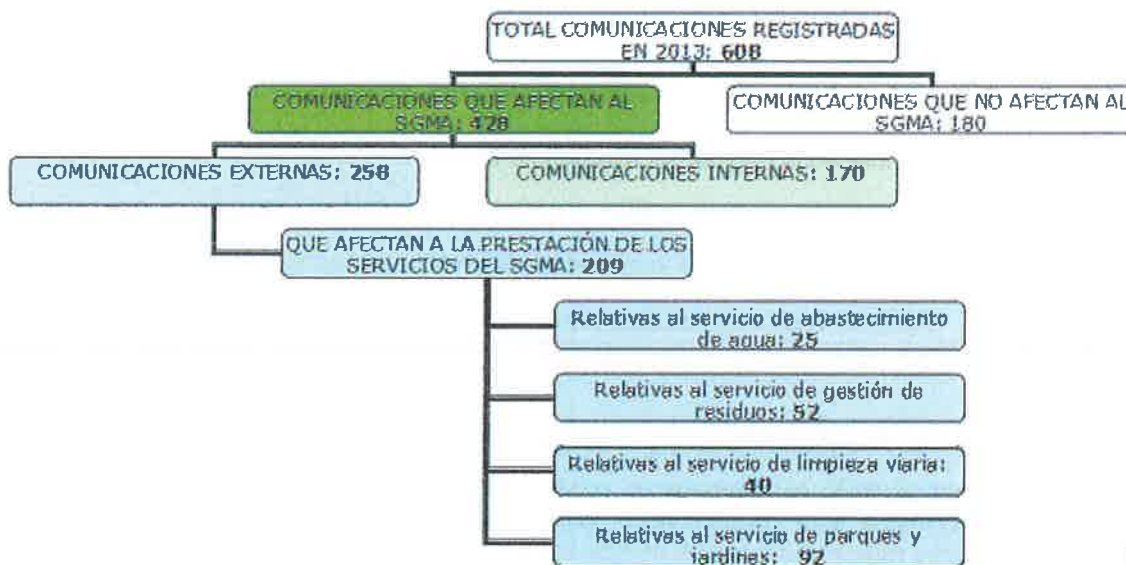 TOTAL COMUNICACIONES REGISTRADAS
EN 2013: 608
COMUNICACIONES QUE AFECTAN AL
SGMA: 428
COMUNICACIONES QUE NO AFECTAN AL
SGMA: 180
COMUNICACIONES EXTERNAS: 258
COMUNICACIONES INTERNAS: 170
QUE AFECTAN A LA PRESTACIÓN DE LOS
SERVICIOS DEL SGMA: 209
Relativas al servicio de abastecimiento
de agua: 25
Relativas al servicio de gestión de
residuos: 52
Relativas al servicio de limpieza viaria:
40
Relativas al servicio de parques y
jardines: 92